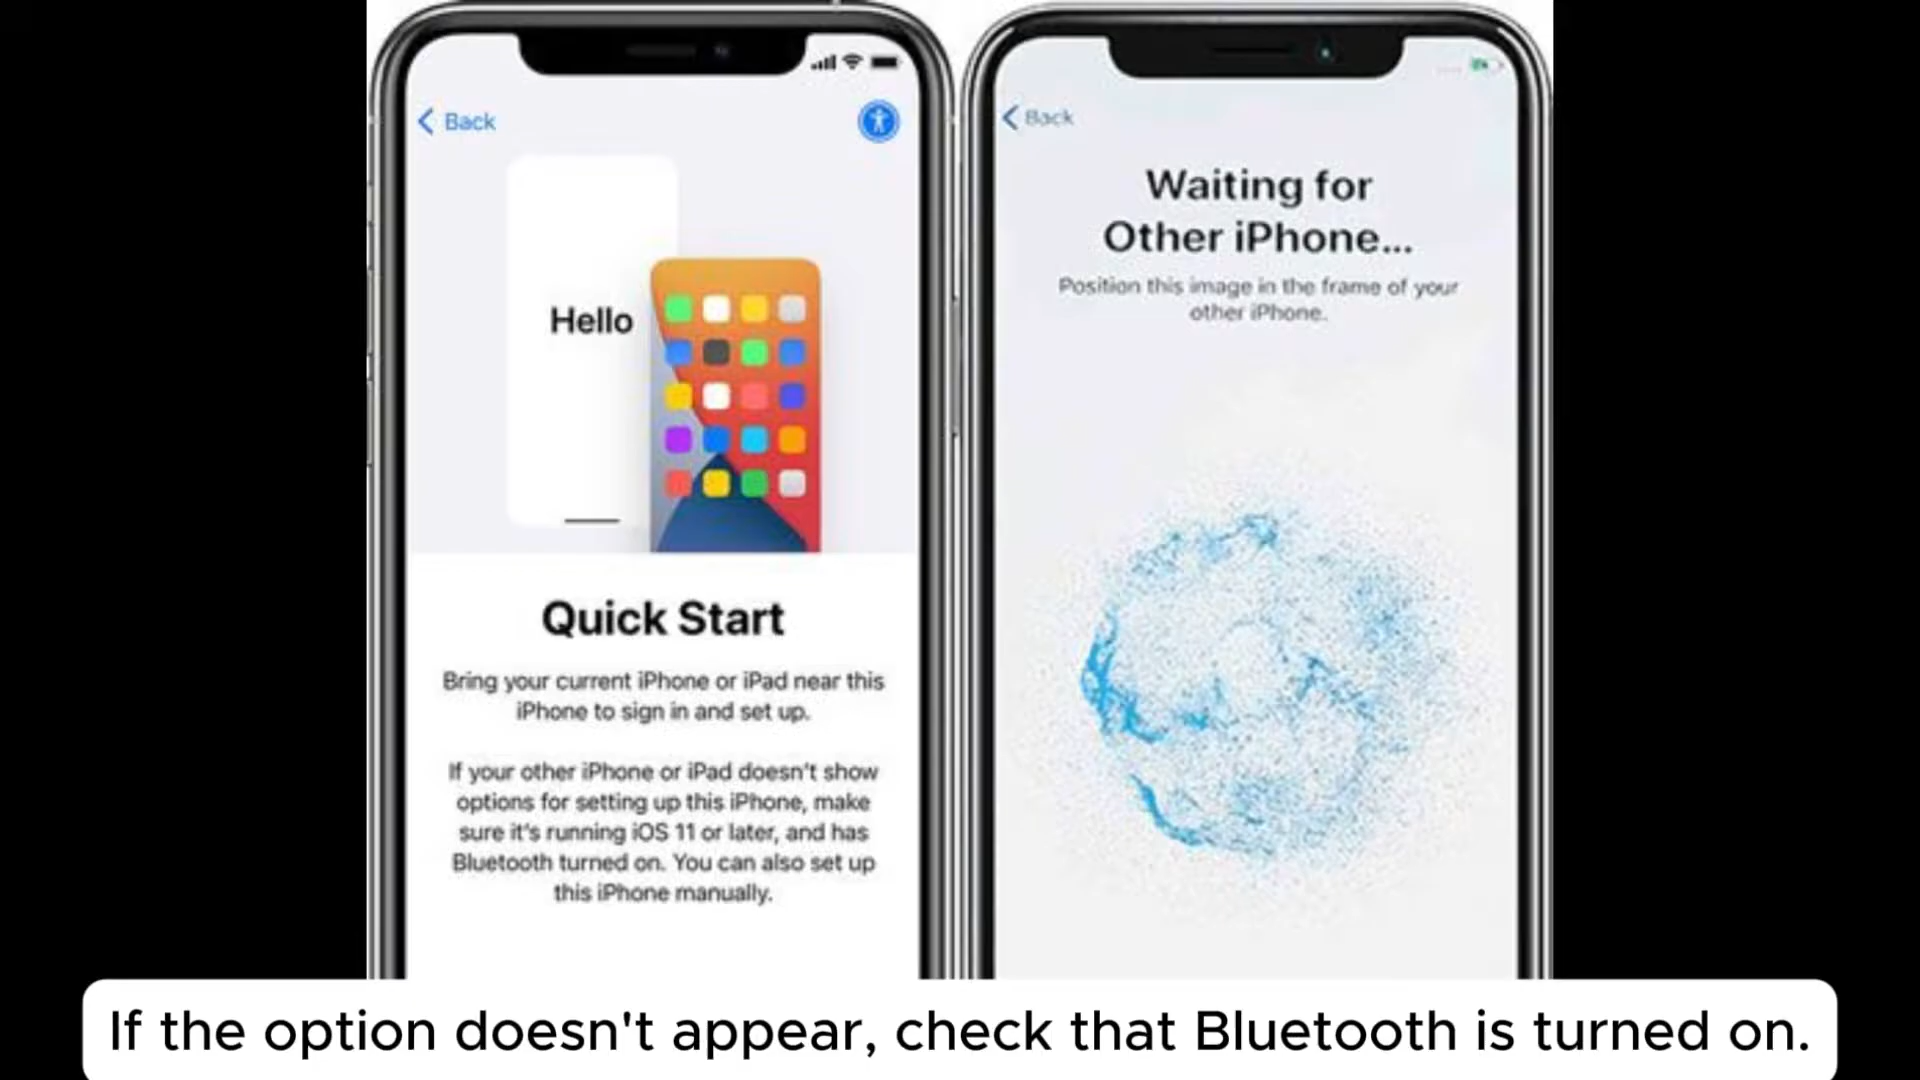 Back
Hello
Quick Start
Bring your current iPhone or iPad near this
iPhone to sign in and set up.
If your other iPhone or iPad doesn't show
options for setting up this iPhone, make
sure it's running iOS 11 or later, and has
Bluetooth turned on. You can also set up
this iPhone manually.
Back
Waiting for
Other iPhone...
Position this image in the frame of your
other iPhone.
If the option doesn't appear, check that Bluetooth is turned on.